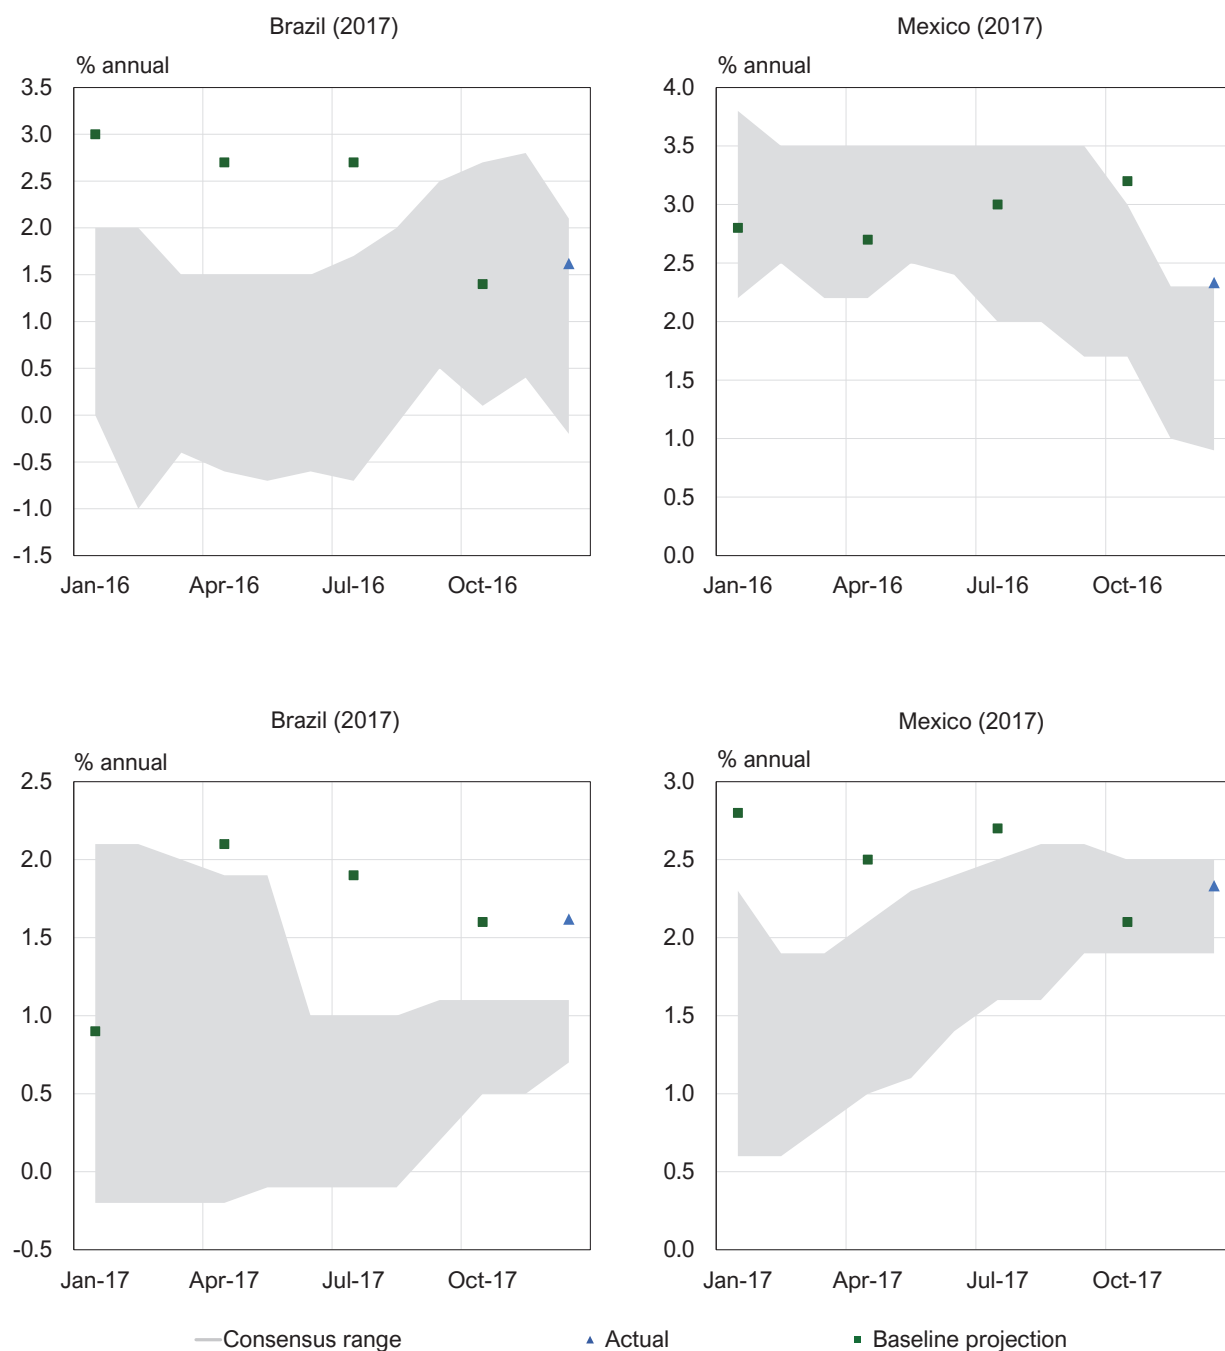 Brazil (2017)
% annual
3.5
3.0
2.5
2.0
1.5
1.0
0.5
0.0
-0.5
-1.0
-1.5
Jan-16 Apr-16 Jul-16 Oct-16
Mexico (2017)
% annual
4.0
3.5
3.0
2.5
2.0
1.5
1.0
0.5
0.0
Jan-16 Apr-16 Jul-16 Oct-16
Brazil (2017)
% annual
2.5
2.0
1.5
1.0
0.5
0.0
-0.5
Jan-17 Apr-17 Jul-17 Oct-17
Mexico (2017)
% annual
3.0
2.5
2.0
1.5
1.0
0.5
0.0
Jan-17 Apr-17 Jul-17 Oct-17
Consensus range Actual Baseline projection